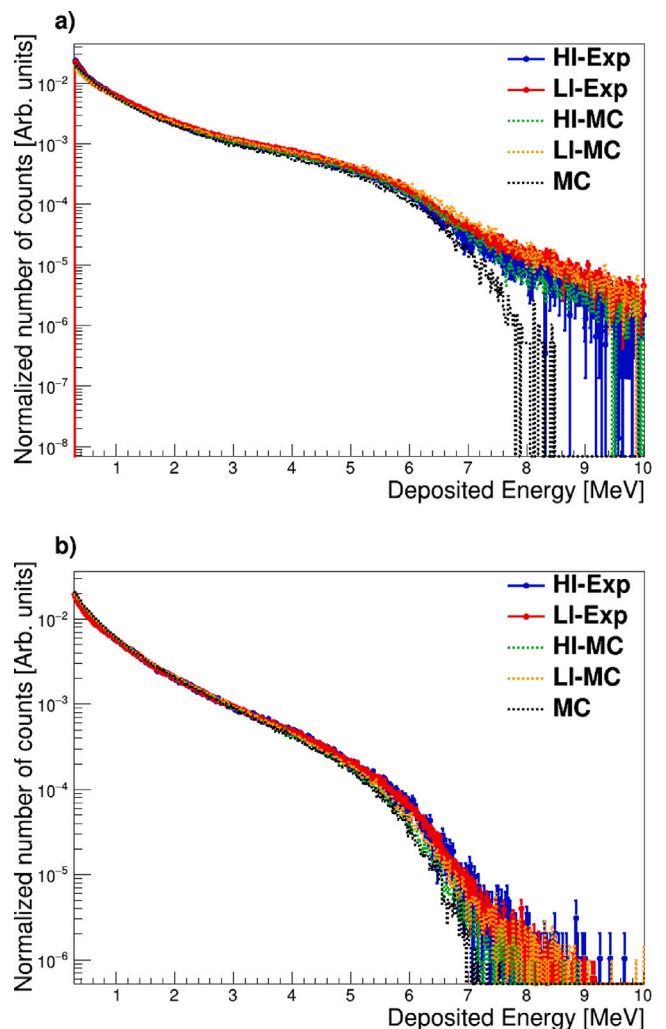 a)
Normalized number of counts [Arb. units]
10⁻²
10⁻³
10⁻⁴
10⁻⁵
10⁻⁶
10⁻⁷
10⁻⁸
HI-Exp
LI-Exp
HI-MC
LI-MC
MC
1 2 3 4 5 6 7 8 9 10
Deposited Energy [MeV]
b)
Normalized number of counts [Arb. units]
10⁻²
10⁻³
10⁻⁴
10⁻⁵
10⁻⁶
HI-Exp
LI-Exp
HI-MC
LI-MC
MC
1 2 3 4 5 6 7 8 9 10
Deposited Energy [MeV]